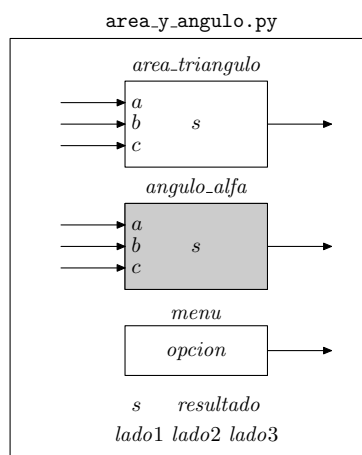 area_y_angulo.py
area_triangulo
a
b s
c
angulo_alfa
a
b s
c
menu
opcion
s resultado
lado1 lado2 lado3